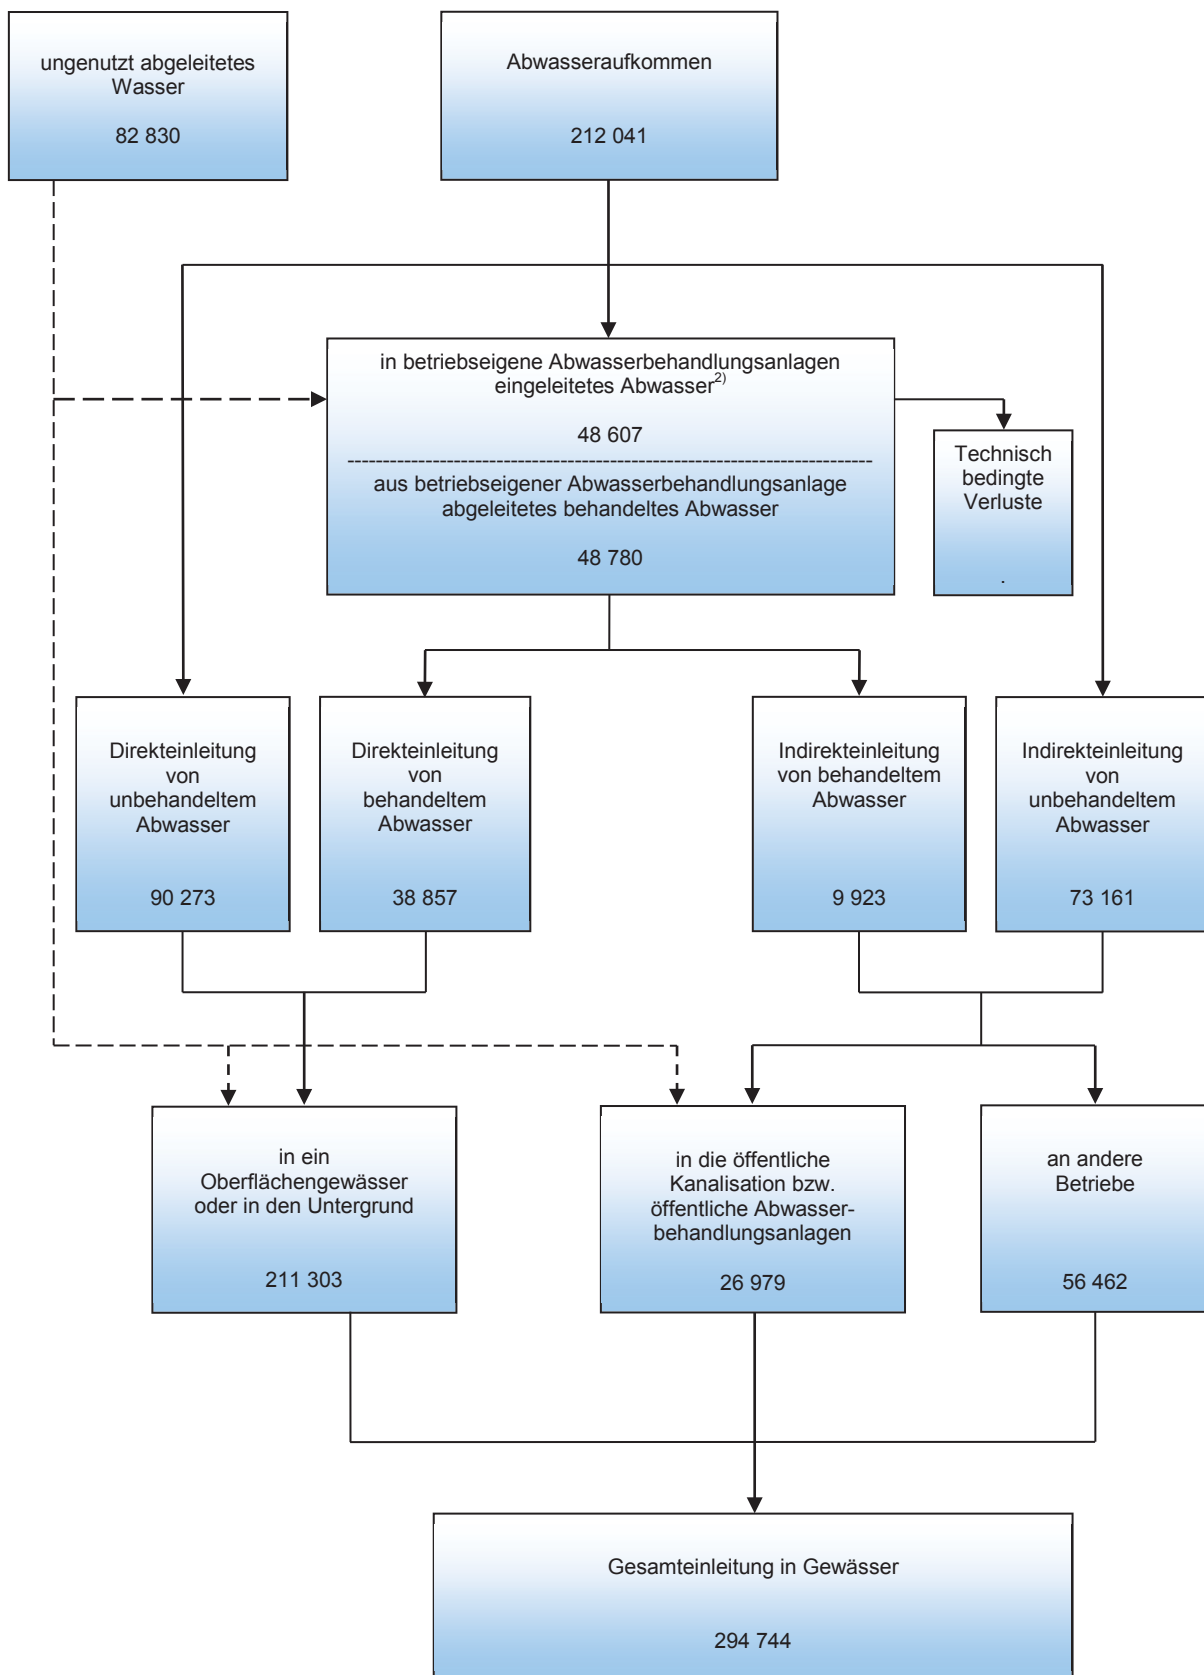 ungenutzt abgeleitetes
Wasser
82 830
Abwasseraufkommen
212 041
in betriebseigene Abwasserbehandlungsanlagen
eingeleitetes Abwasser2)
48 607
aus betriebseigener Abwasserbehandlungsanlage
abgeleitetes behandeltes Abwasser
48 780
Technisch
bedingte
Verluste
.
Direkteinleitung
von
unbehandeltem
Abwasser
90 273
Direkteinleitung
von
behandeltem
Abwasser
38 857
Indirekteinleitung
von behandeltem
Abwasser
9 923
Indirekteinleitung
von
unbehandeltem
Abwasser
73 161
in ein
Oberflächengewässer
oder in den Untergrund
211 303
in die öffentliche
Kanalisation bzw.
öffentliche Abwasser-
behandlungsanlagen
26 979
an andere
Betriebe
56 462
Gesamteinleitung in Gewässer
294 744